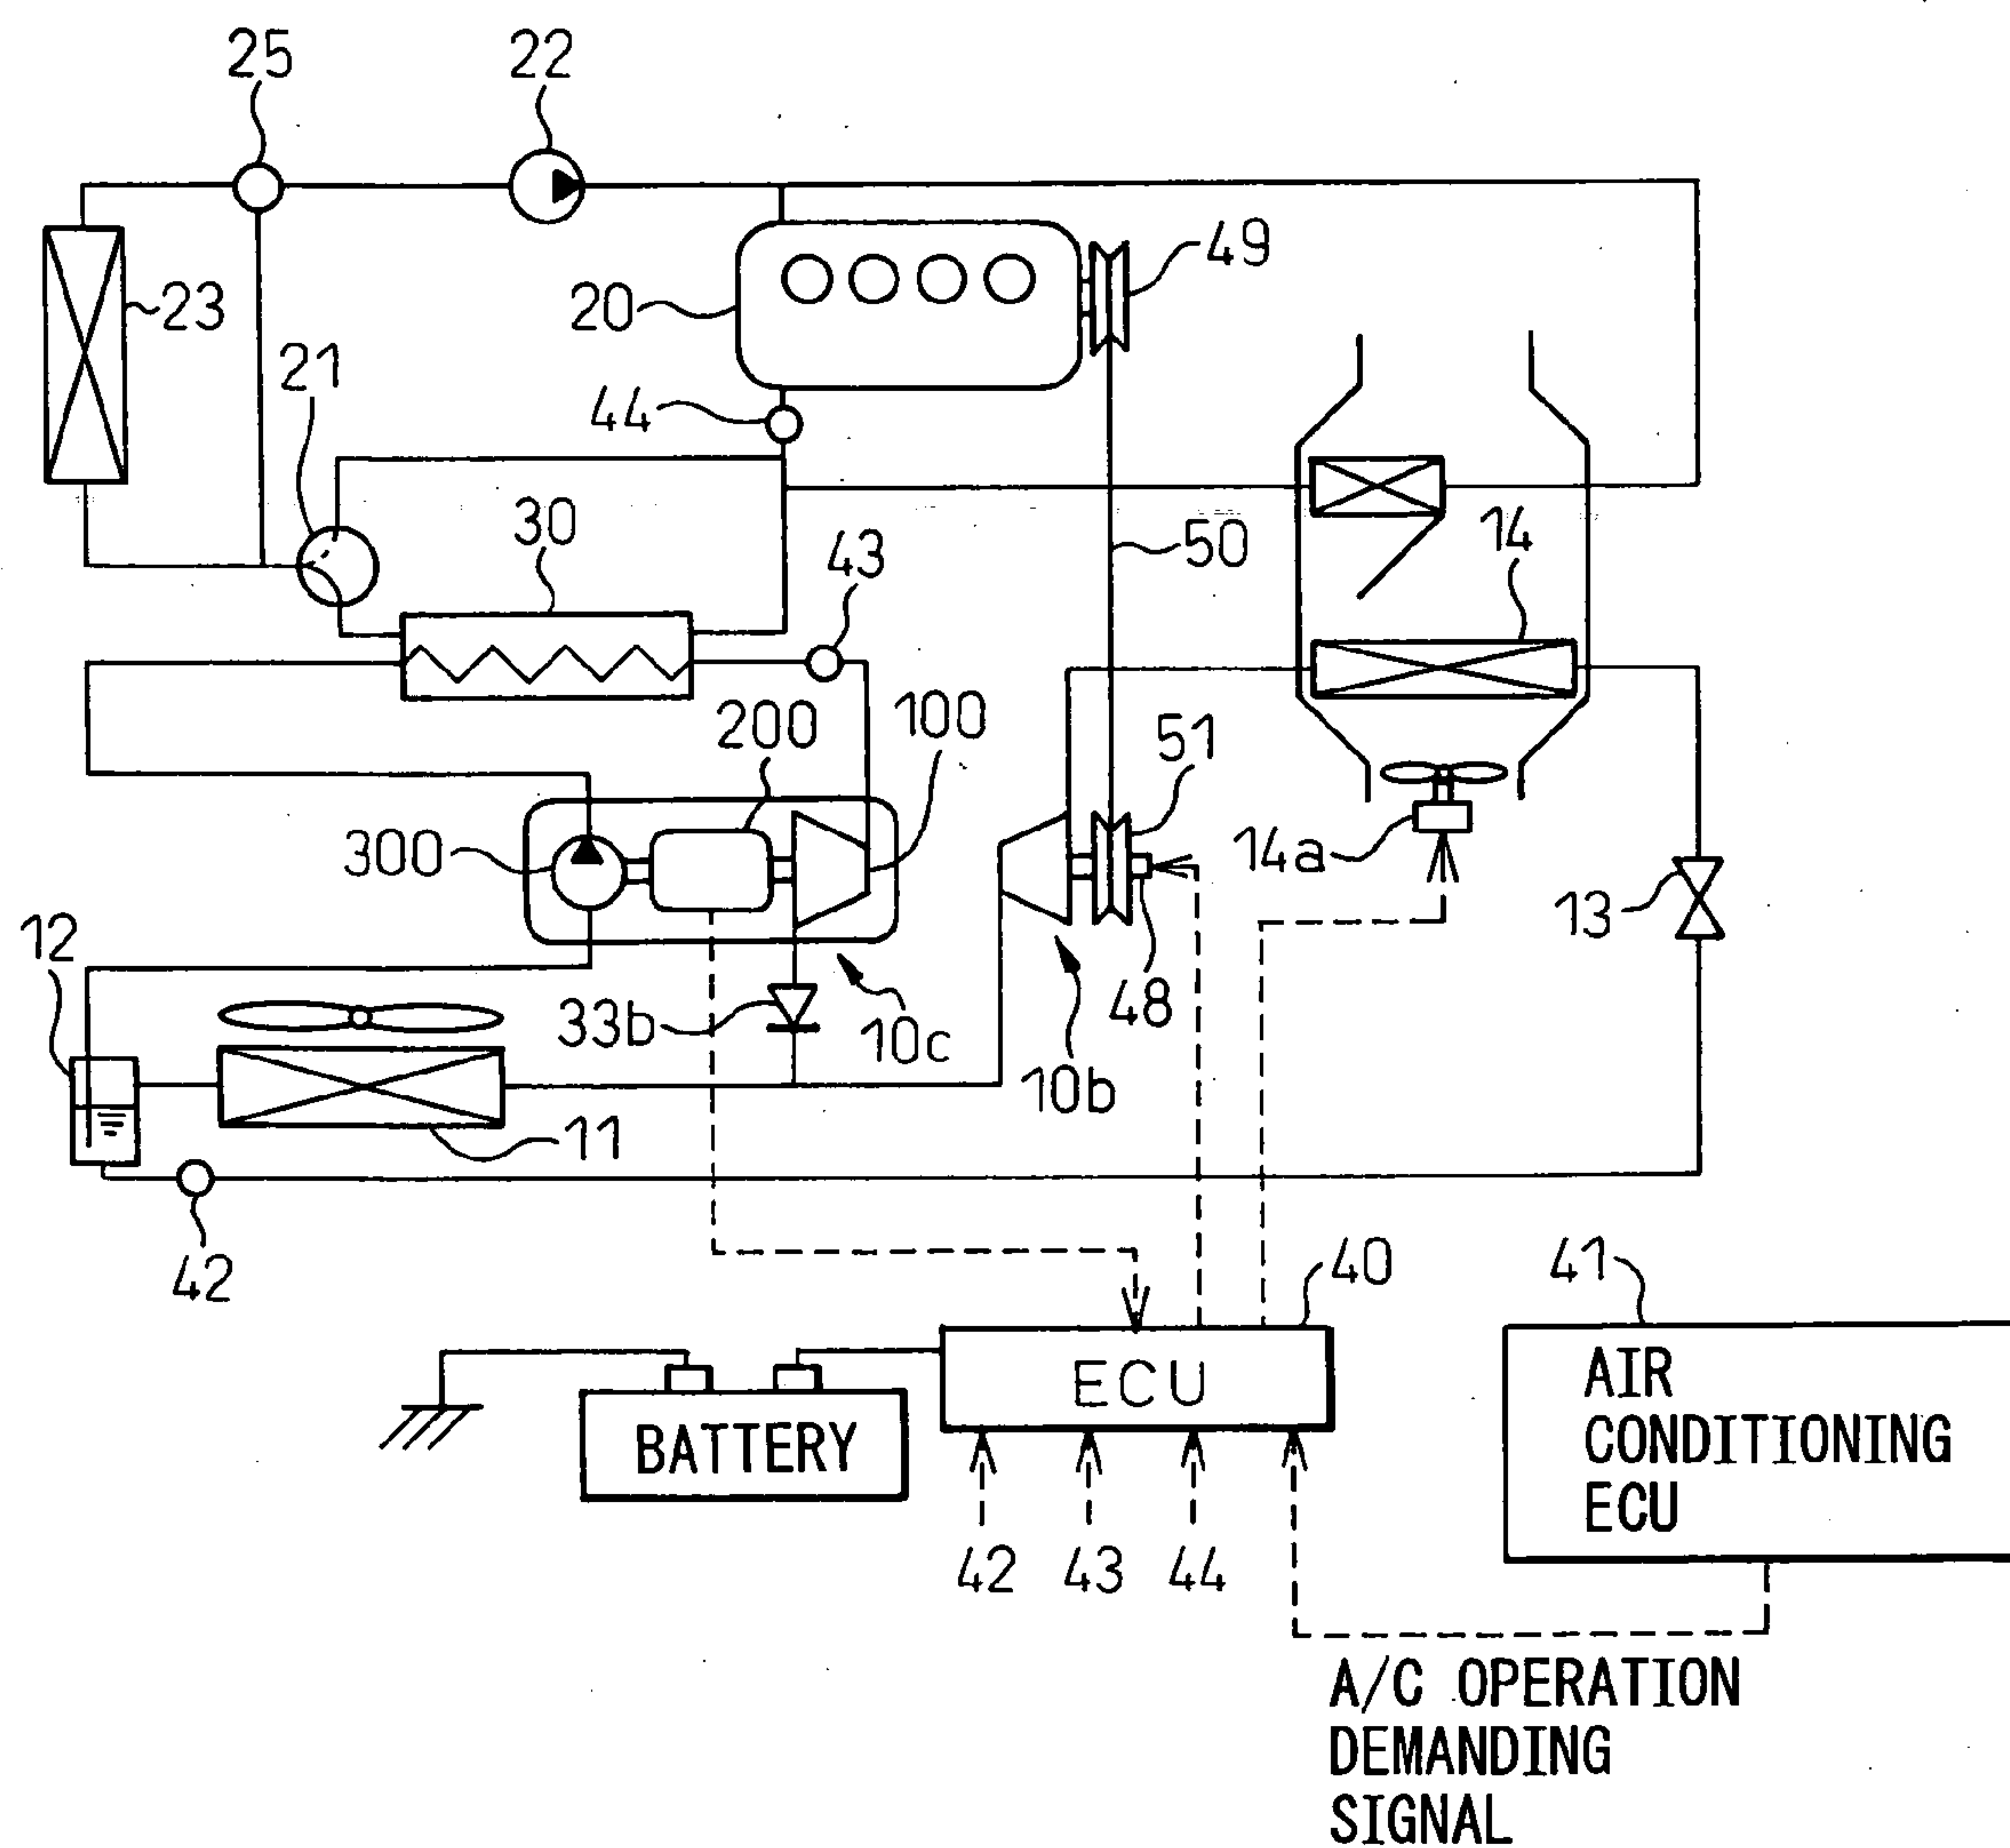 25
22
49
23
20
21
44
30
43
50
14
200
100
51
300
14a
13
12
33b
10c
48
10b
11
42
40
41
ECU
AIR
CONDITIONING
ECU
BATTERY
42 43 44
A/C OPERATION
DEMANDING
SIGNAL